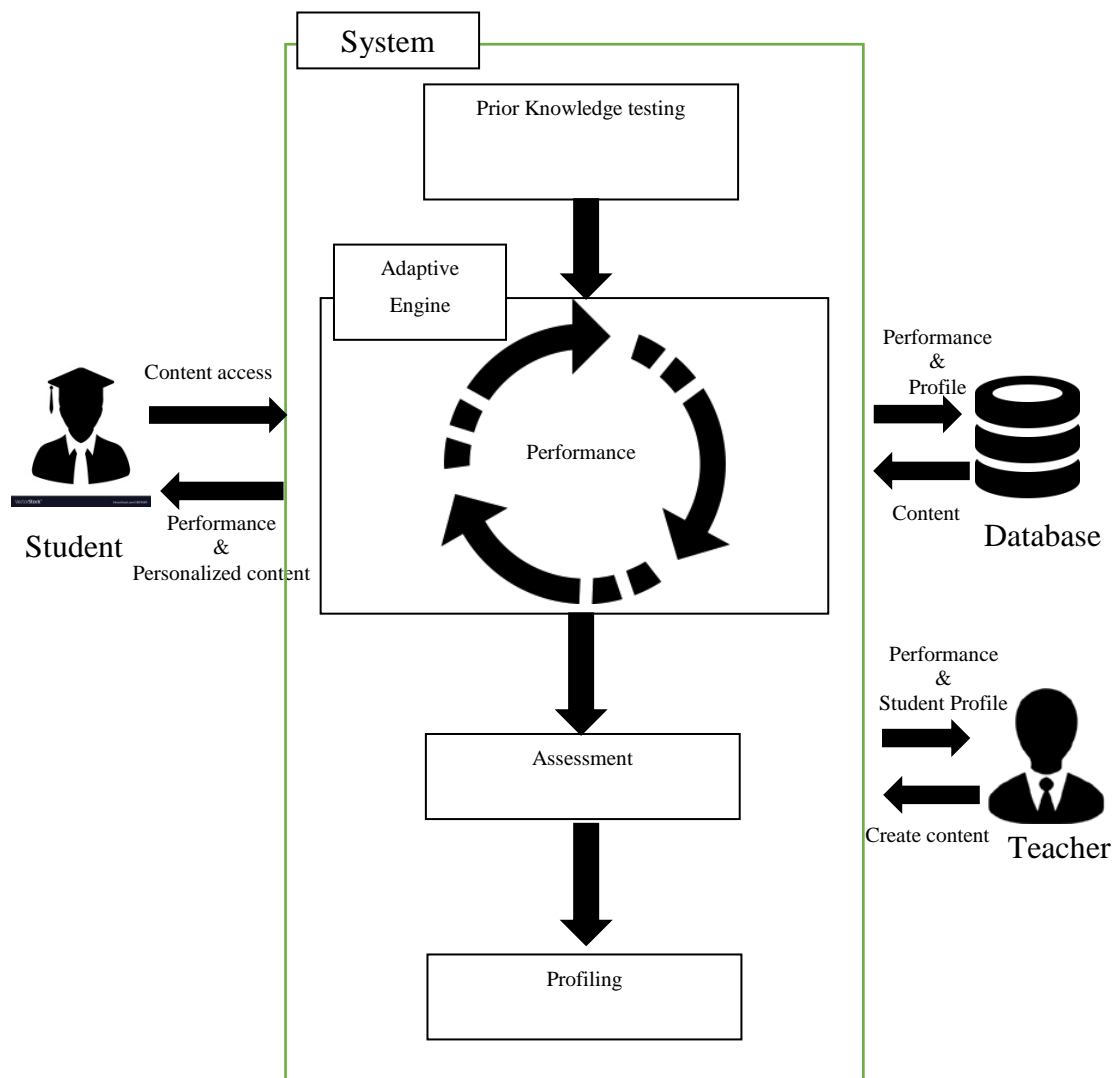 System
Prior Knowledge testing
Adaptive
Engine
Performance
Content access
Performance
&
Personalized content
VectorStock®
Student
Performance
&
Profile
Content
Database
Performance
&
Student Profile
Create content
Teacher
Assessment
Profiling